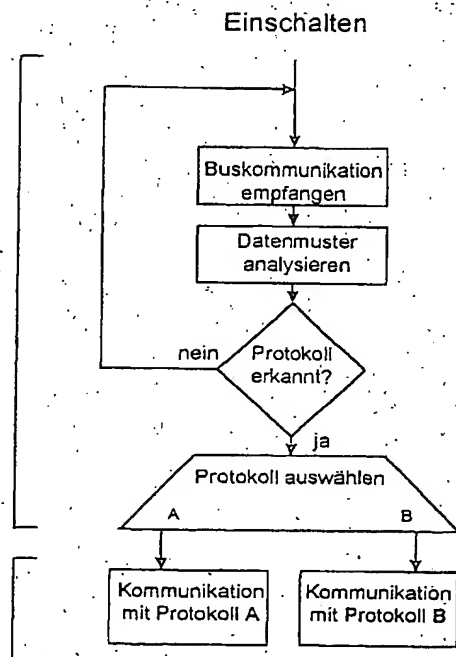 Einschalten
Buskommunikation
empfangen
Datenmuster
analysieren
nein
Protokoll
erkannt?
ja
Protokoll auswählen
A
B
Kommunikation
mit Protokoll A
Kommunikation
mit Protokoll B